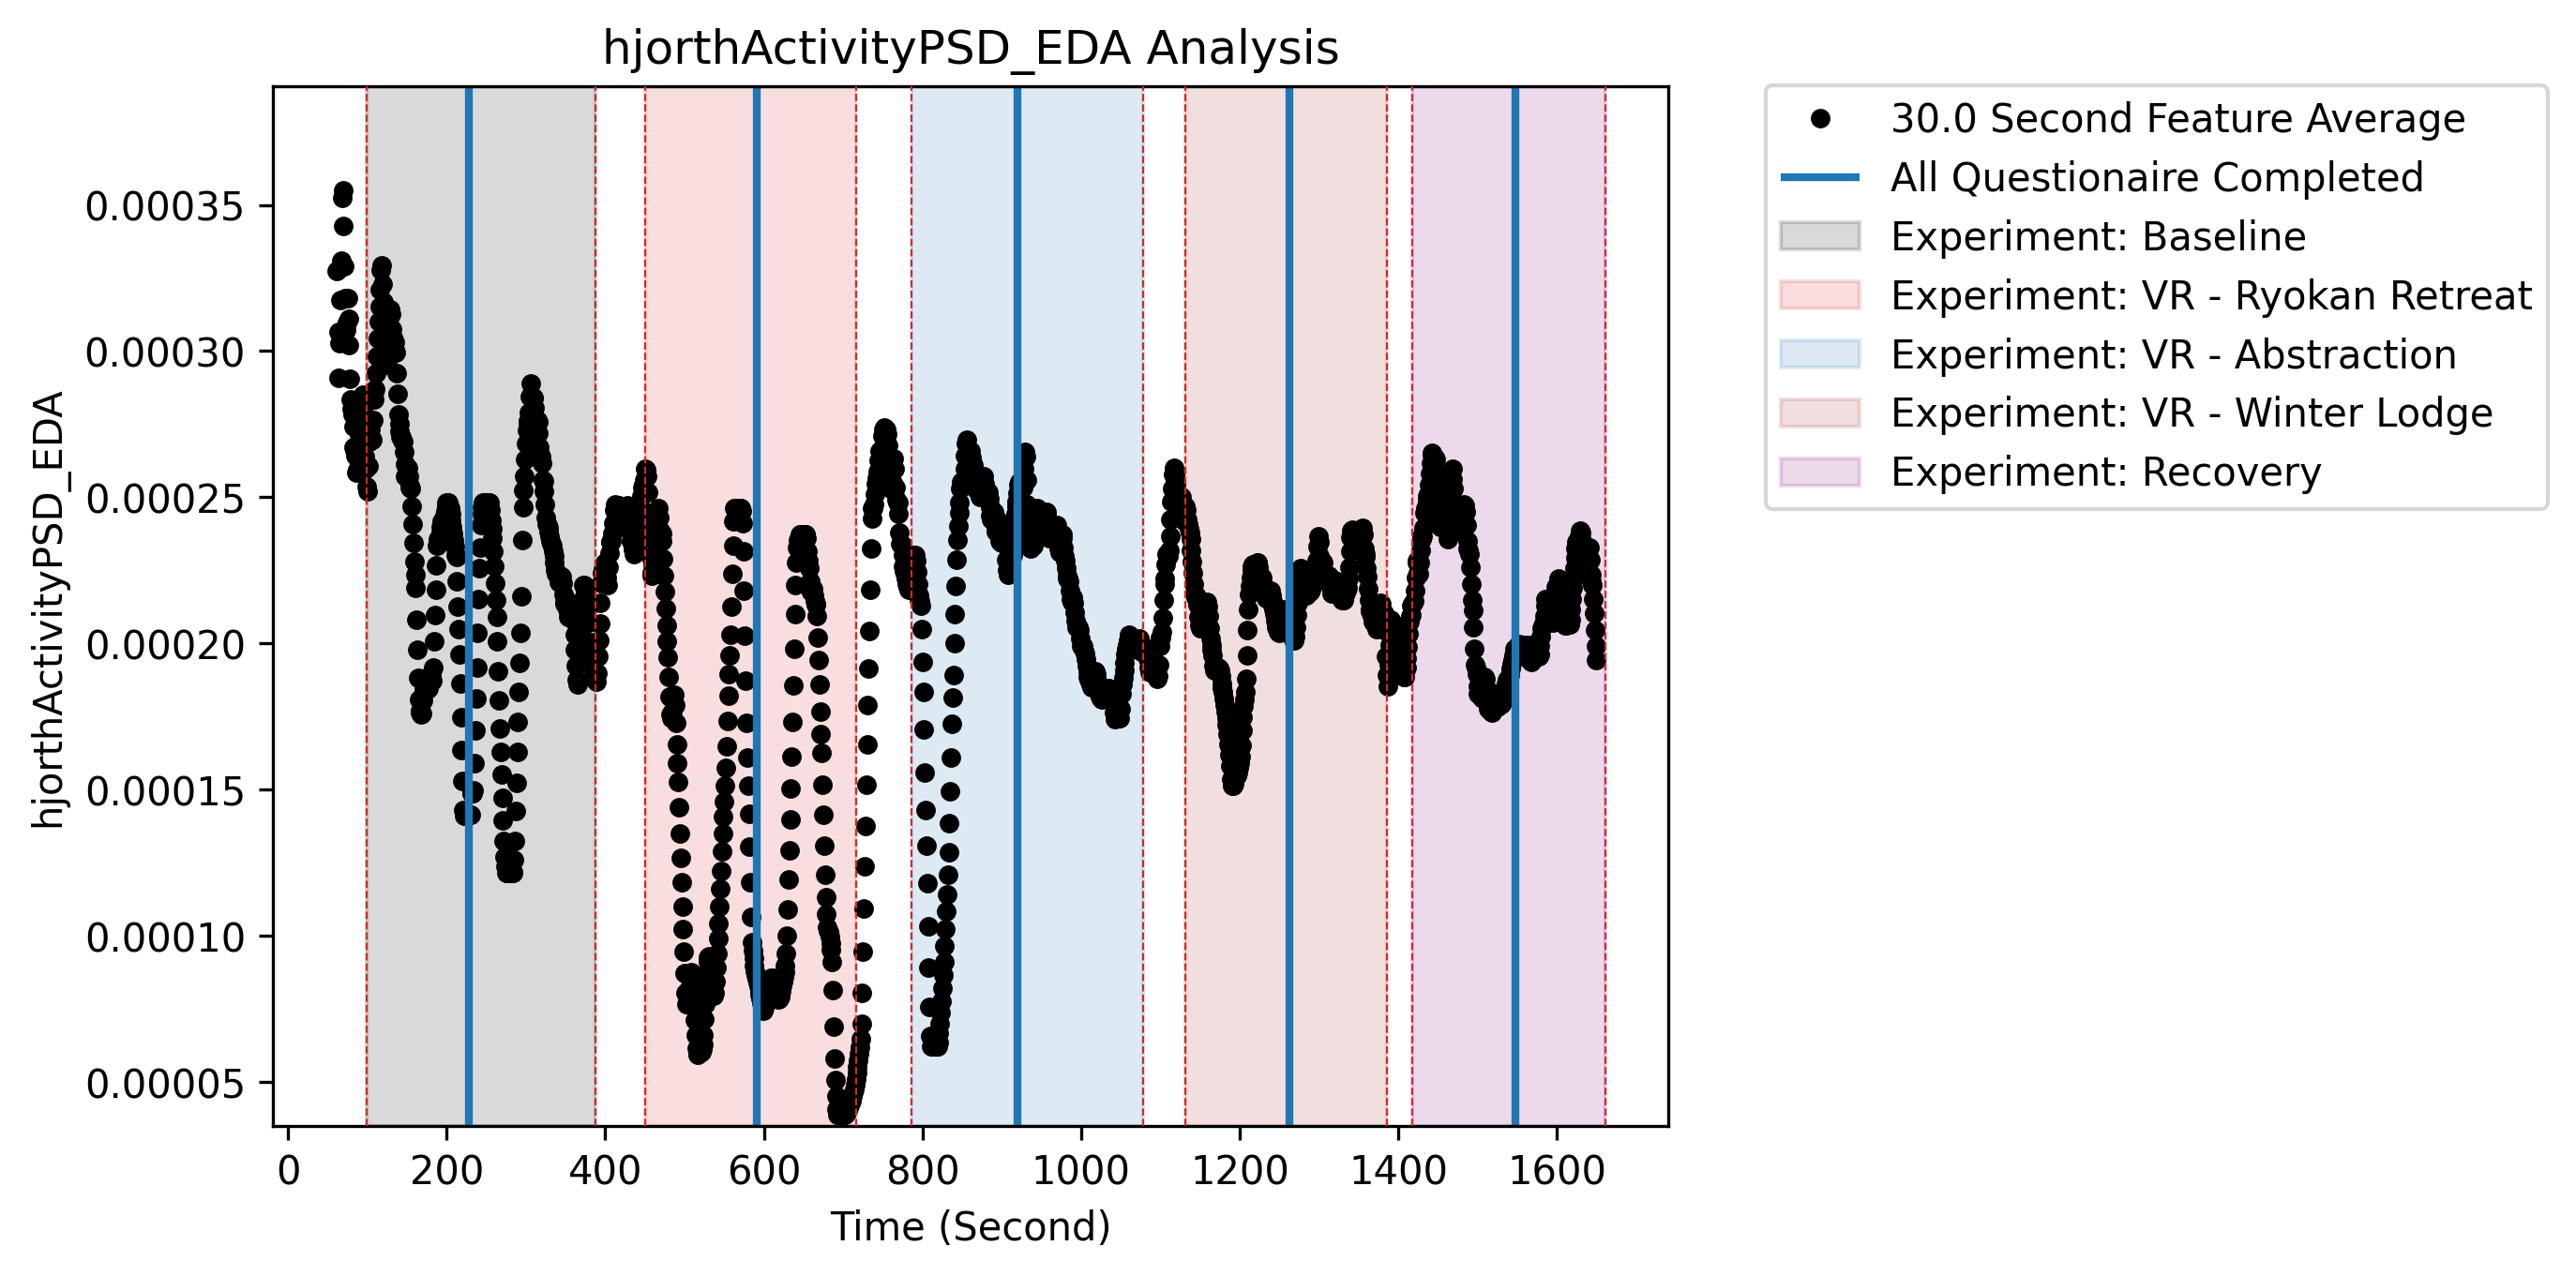 hjorthActivityPSD_EDA Analysis
hjorthActivityPSD_EDA
0.00035
0.00030
0.00025
0.00020
0.00015
0.00010
0.00005
0 200 400 600 800 1000 1200 1400 1600
Time (Second)
30.0 Second Feature Average
All Questionaire Completed
Experiment: Baseline
Experiment: VR - Ryokan Retreat
Experiment: VR - Abstraction
Experiment: VR - Winter Lodge
Experiment: Recovery